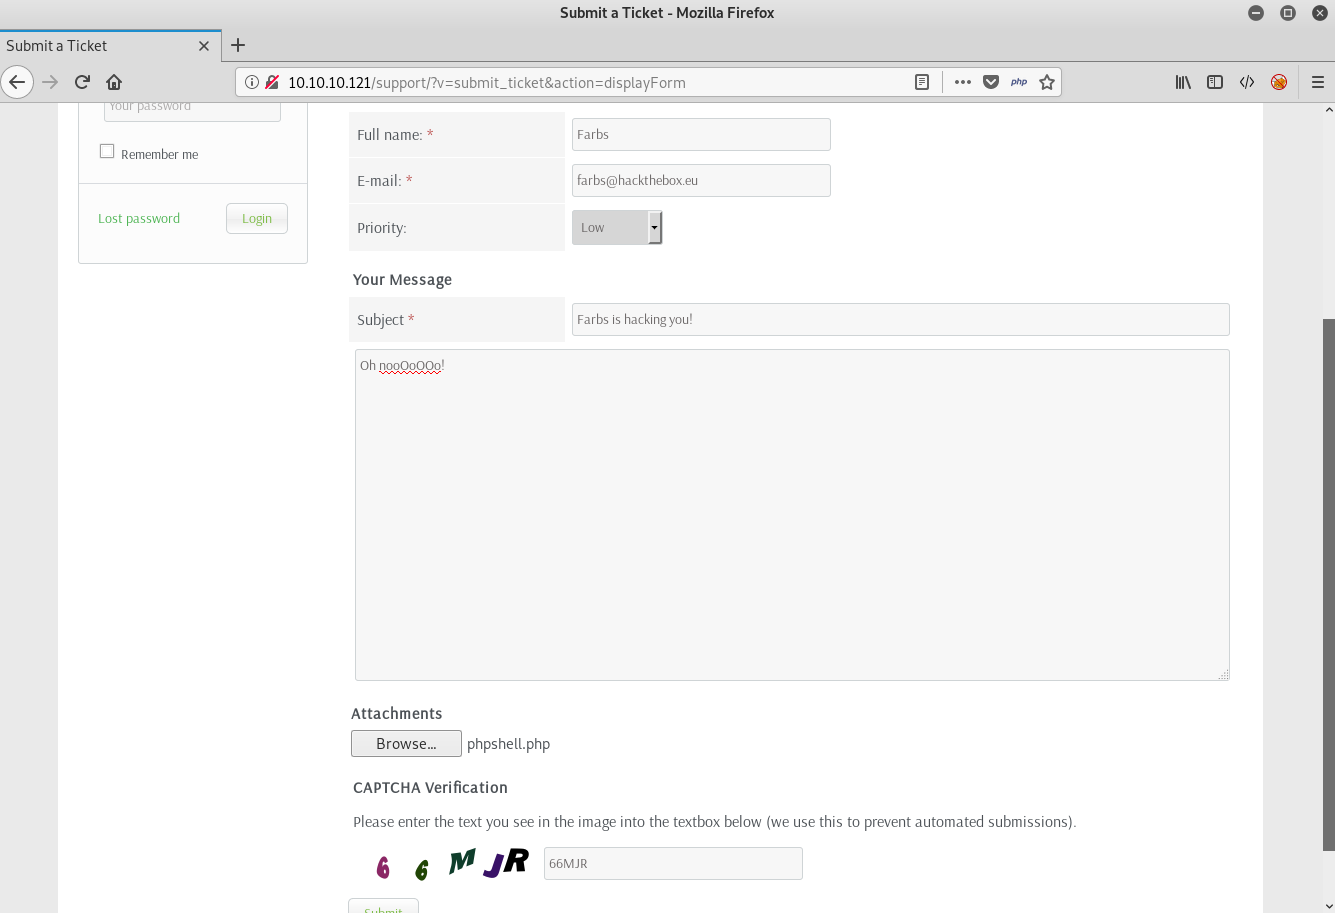 Submit a Ticket - Mozilla Firefox
Submit a Ticket
10.10.10.121/support/?v=submit_ticket&action=displayForm
php
Your password
Remember me
Lost password
Login
Full name: *
Farbs
E-mail: *
farbs@hackthebox.eu
Priority:
Low
Your Message
Subject *
Farbs is hacking you!
Oh nooOoOOo!
Attachments
Browse...
phpshell.php
CAPTCHA Verification
Please enter the text you see in the image into the textbox below (we use this to prevent automated submissions).
6 6 M J R
66MJR
Submit